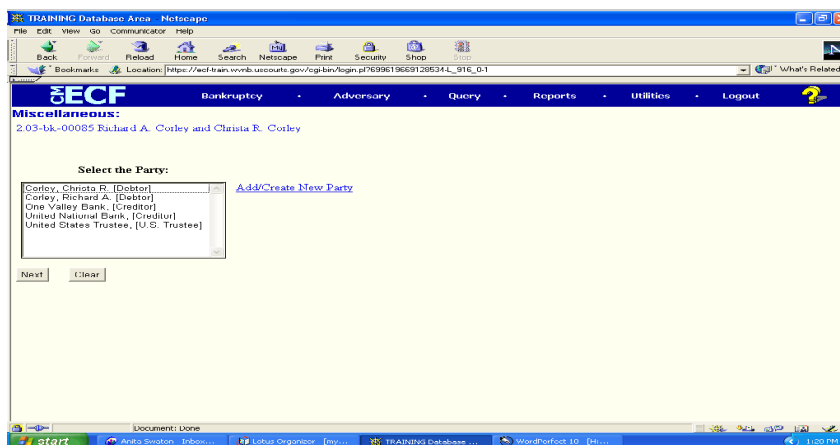 TRAINING Database Area - Netscape
File Edit View Go Communicator Help
Back Forward Reload Home Search Netscape Print Security Shop Stop
Bookmarks Location: https://ecf-train.wvnb.uscourts.gov/cgi-bin/login.pl?699619669128534-L_916_0-1 What's Related
ECF Bankruptcy • Adversary • Query • Reports • Utilities • Logout ?
Miscellaneous:
2:03-bk-00085 Richard A. Corley and Christa R. Corley
Select the Party:
Corley, Christa R. [Debtor]
Corley, Richard A. [Debtor]
One Valley Bank, [Creditor]
United National Bank, [Creditor]
United States Trustee, [U.S. Trustee]
Add/Create New Party
Next Clear
Document: Done
start Anita Swaton Inbox... Lotus Organizer [my... TRAINING Database ... WordPerfect 10 1:20 PM